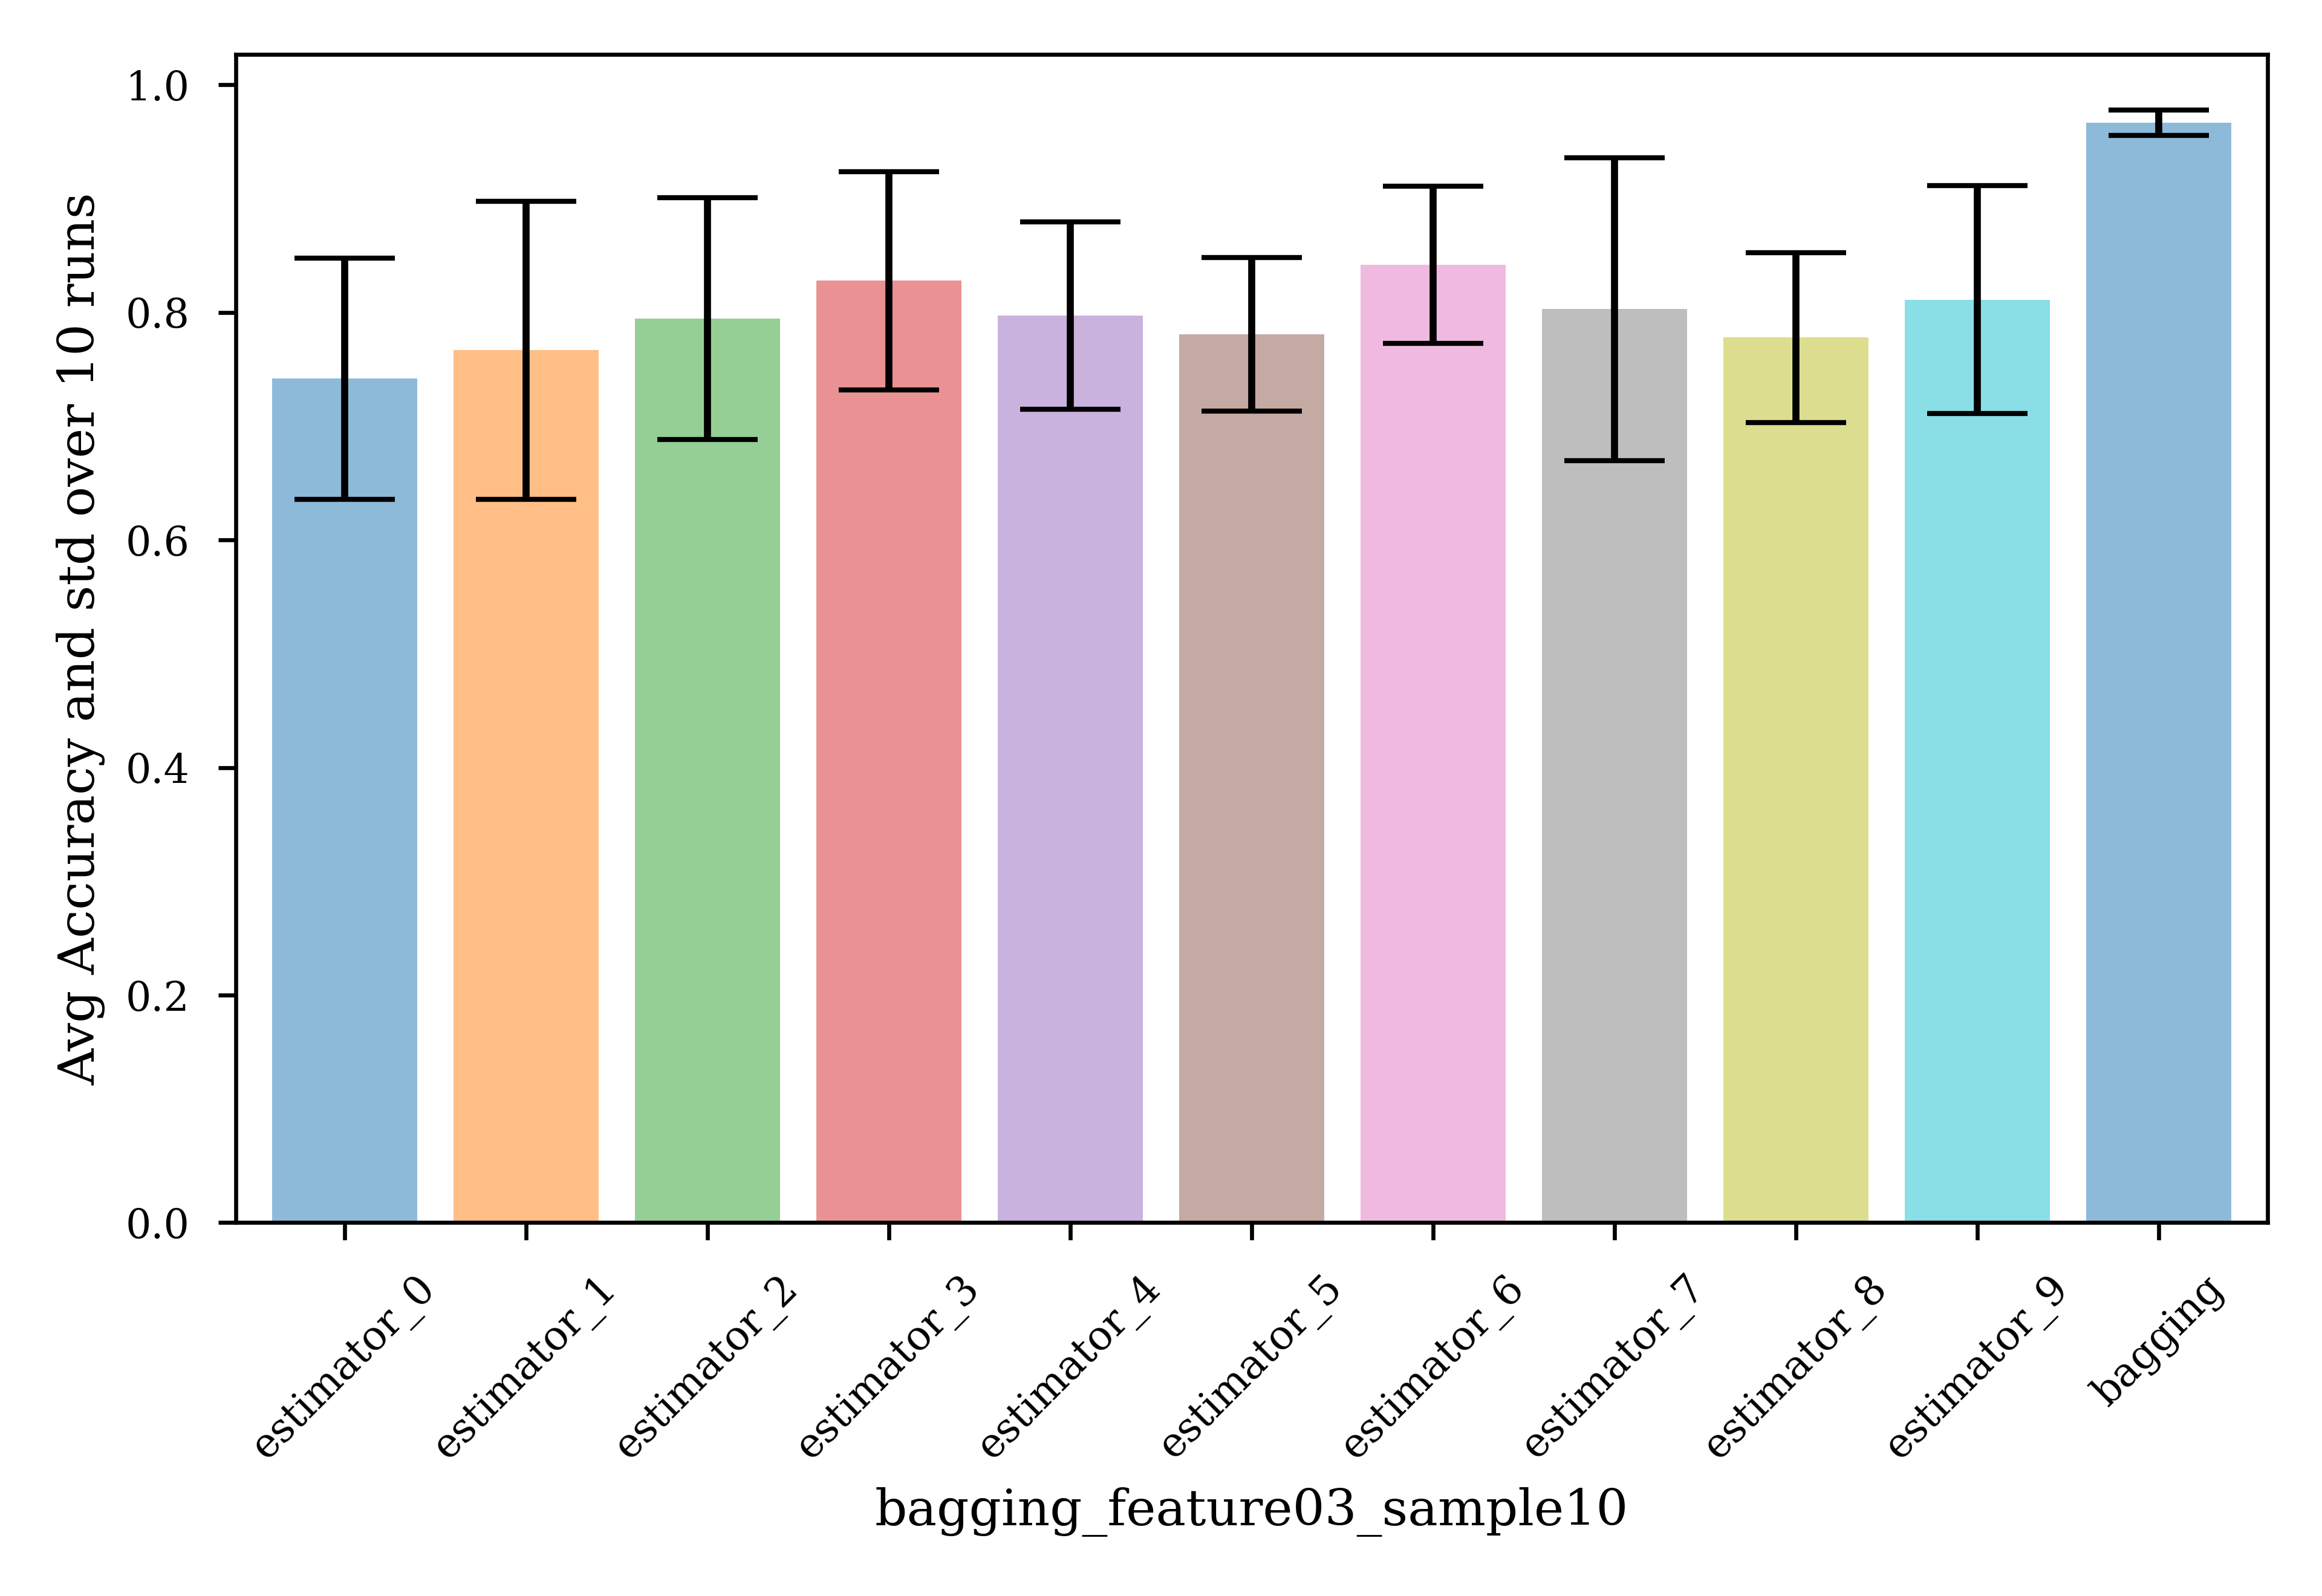 Avg Accuracy and std over 10 runs
1.0
0.8
0.6
0.4
0.2
0.0
estimator_0
estimator_1
estimator_2
estimator_3
estimator_4
estimator_5
estimator_6
estimator_7
estimator_8
estimator_9
bagging
bagging_feature03_sample10